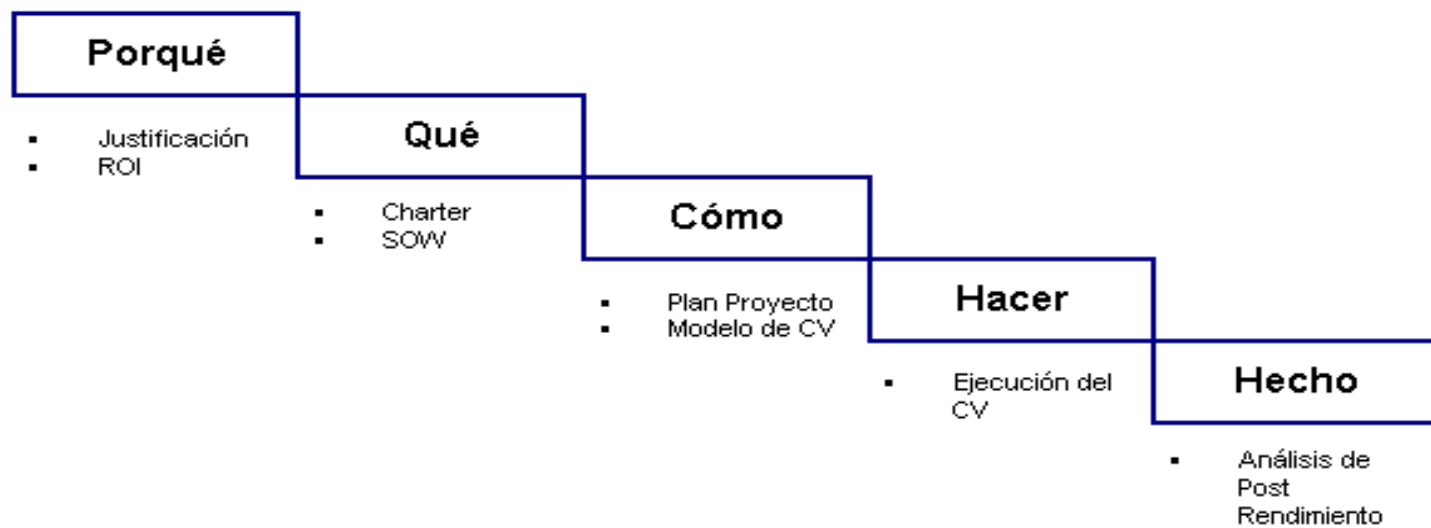 Porqué
Justificación
ROI
Qué
Charter
SOW
Cómo
Plan Proyecto
Modelo de CV
Hacer
Ejecución del
CV
Hecho
Análisis de
Post
Rendimiento